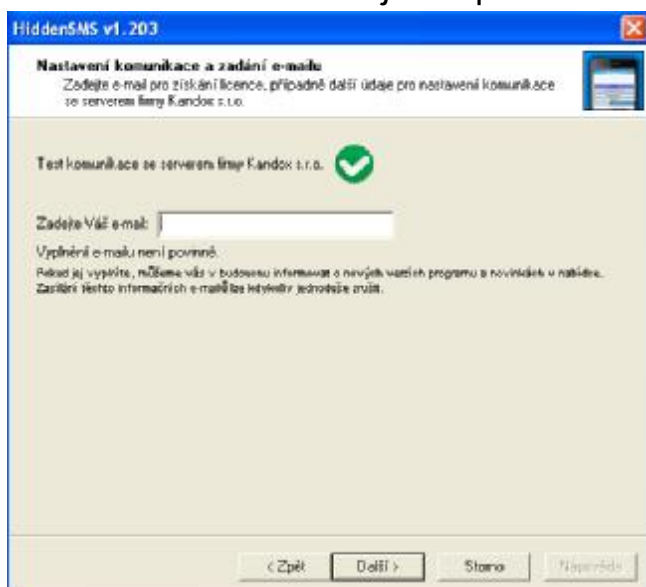 HiddenSMS v1.203
Nastavení komunikace a zadání e-mailu
Zadejte e-mail pro získání licence, případně další údaje pro nastavení komunikace
se serverem firmy Kandox s.r.o.
Test komunikace se serverem firmy Kandox s.r.o.
Zadejte Váš e-mail:
Vyplnění e-mailu není povinné.
Pokud jej vyplníte, můžeme vás v budoucnu informovat o nových verzích programu a novinkách v nabídce.
Zasílání těchto informačních e-mailů lze kdykoliv jednoduše zrušit.
< Zpět Další > Storno Nápověda